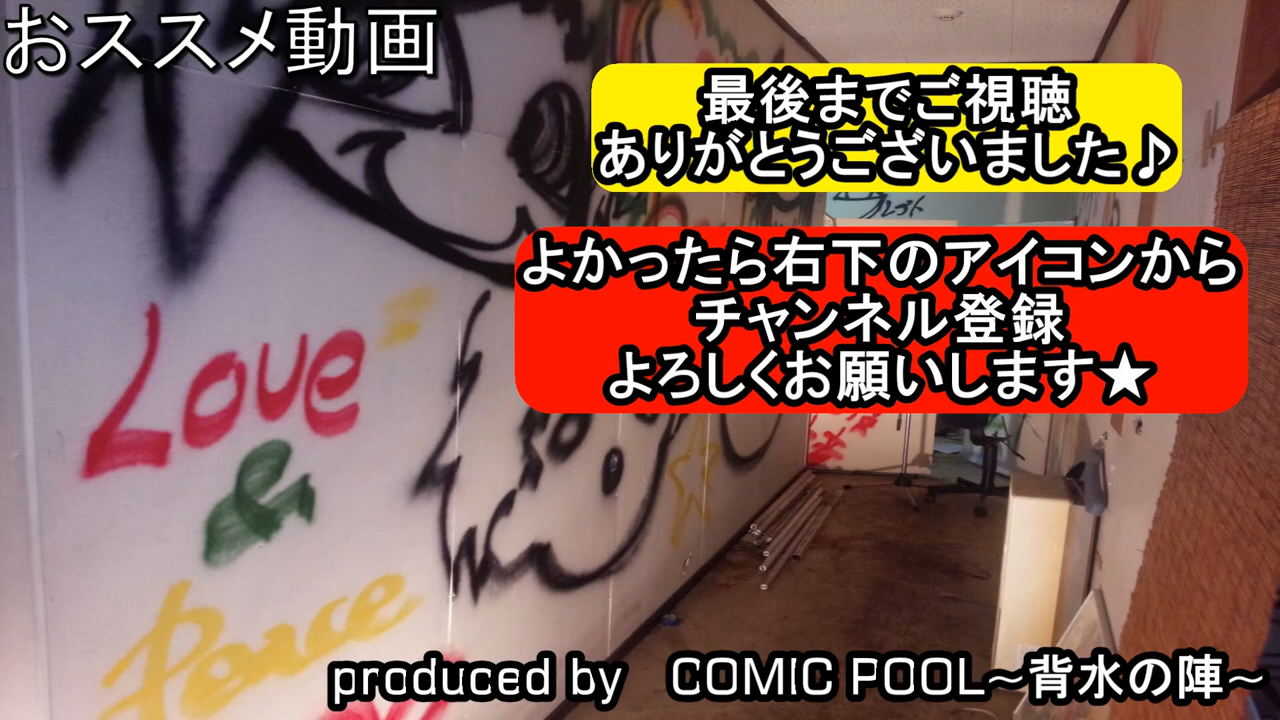 おススメ動画
最後までご視聴
ありがとうございました♪
よかったら右下のアイコンから
チャンネル登録
よろしくお願いします★
Love
&
Peace
produced by　COMIC POOL~背水の陣~